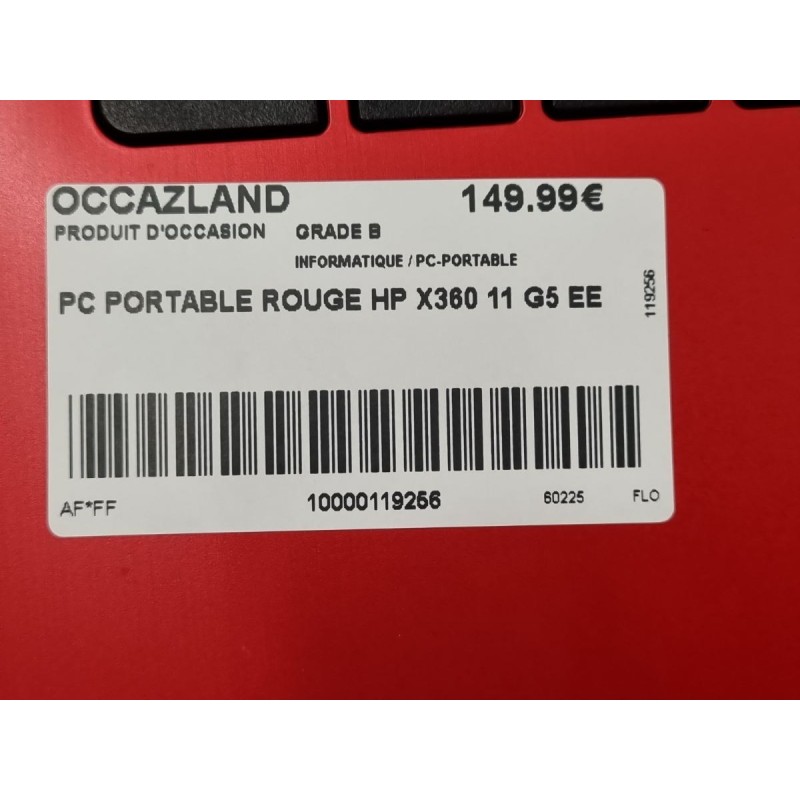 OCCAZLAND 149.99€
PRODUIT D'OCCASION GRADE B
INFORMATIQUE / PC-PORTABLE
PC PORTABLE ROUGE HP X360 11 G5 EE
119256
AF*FF 10000119256 60225 FLO